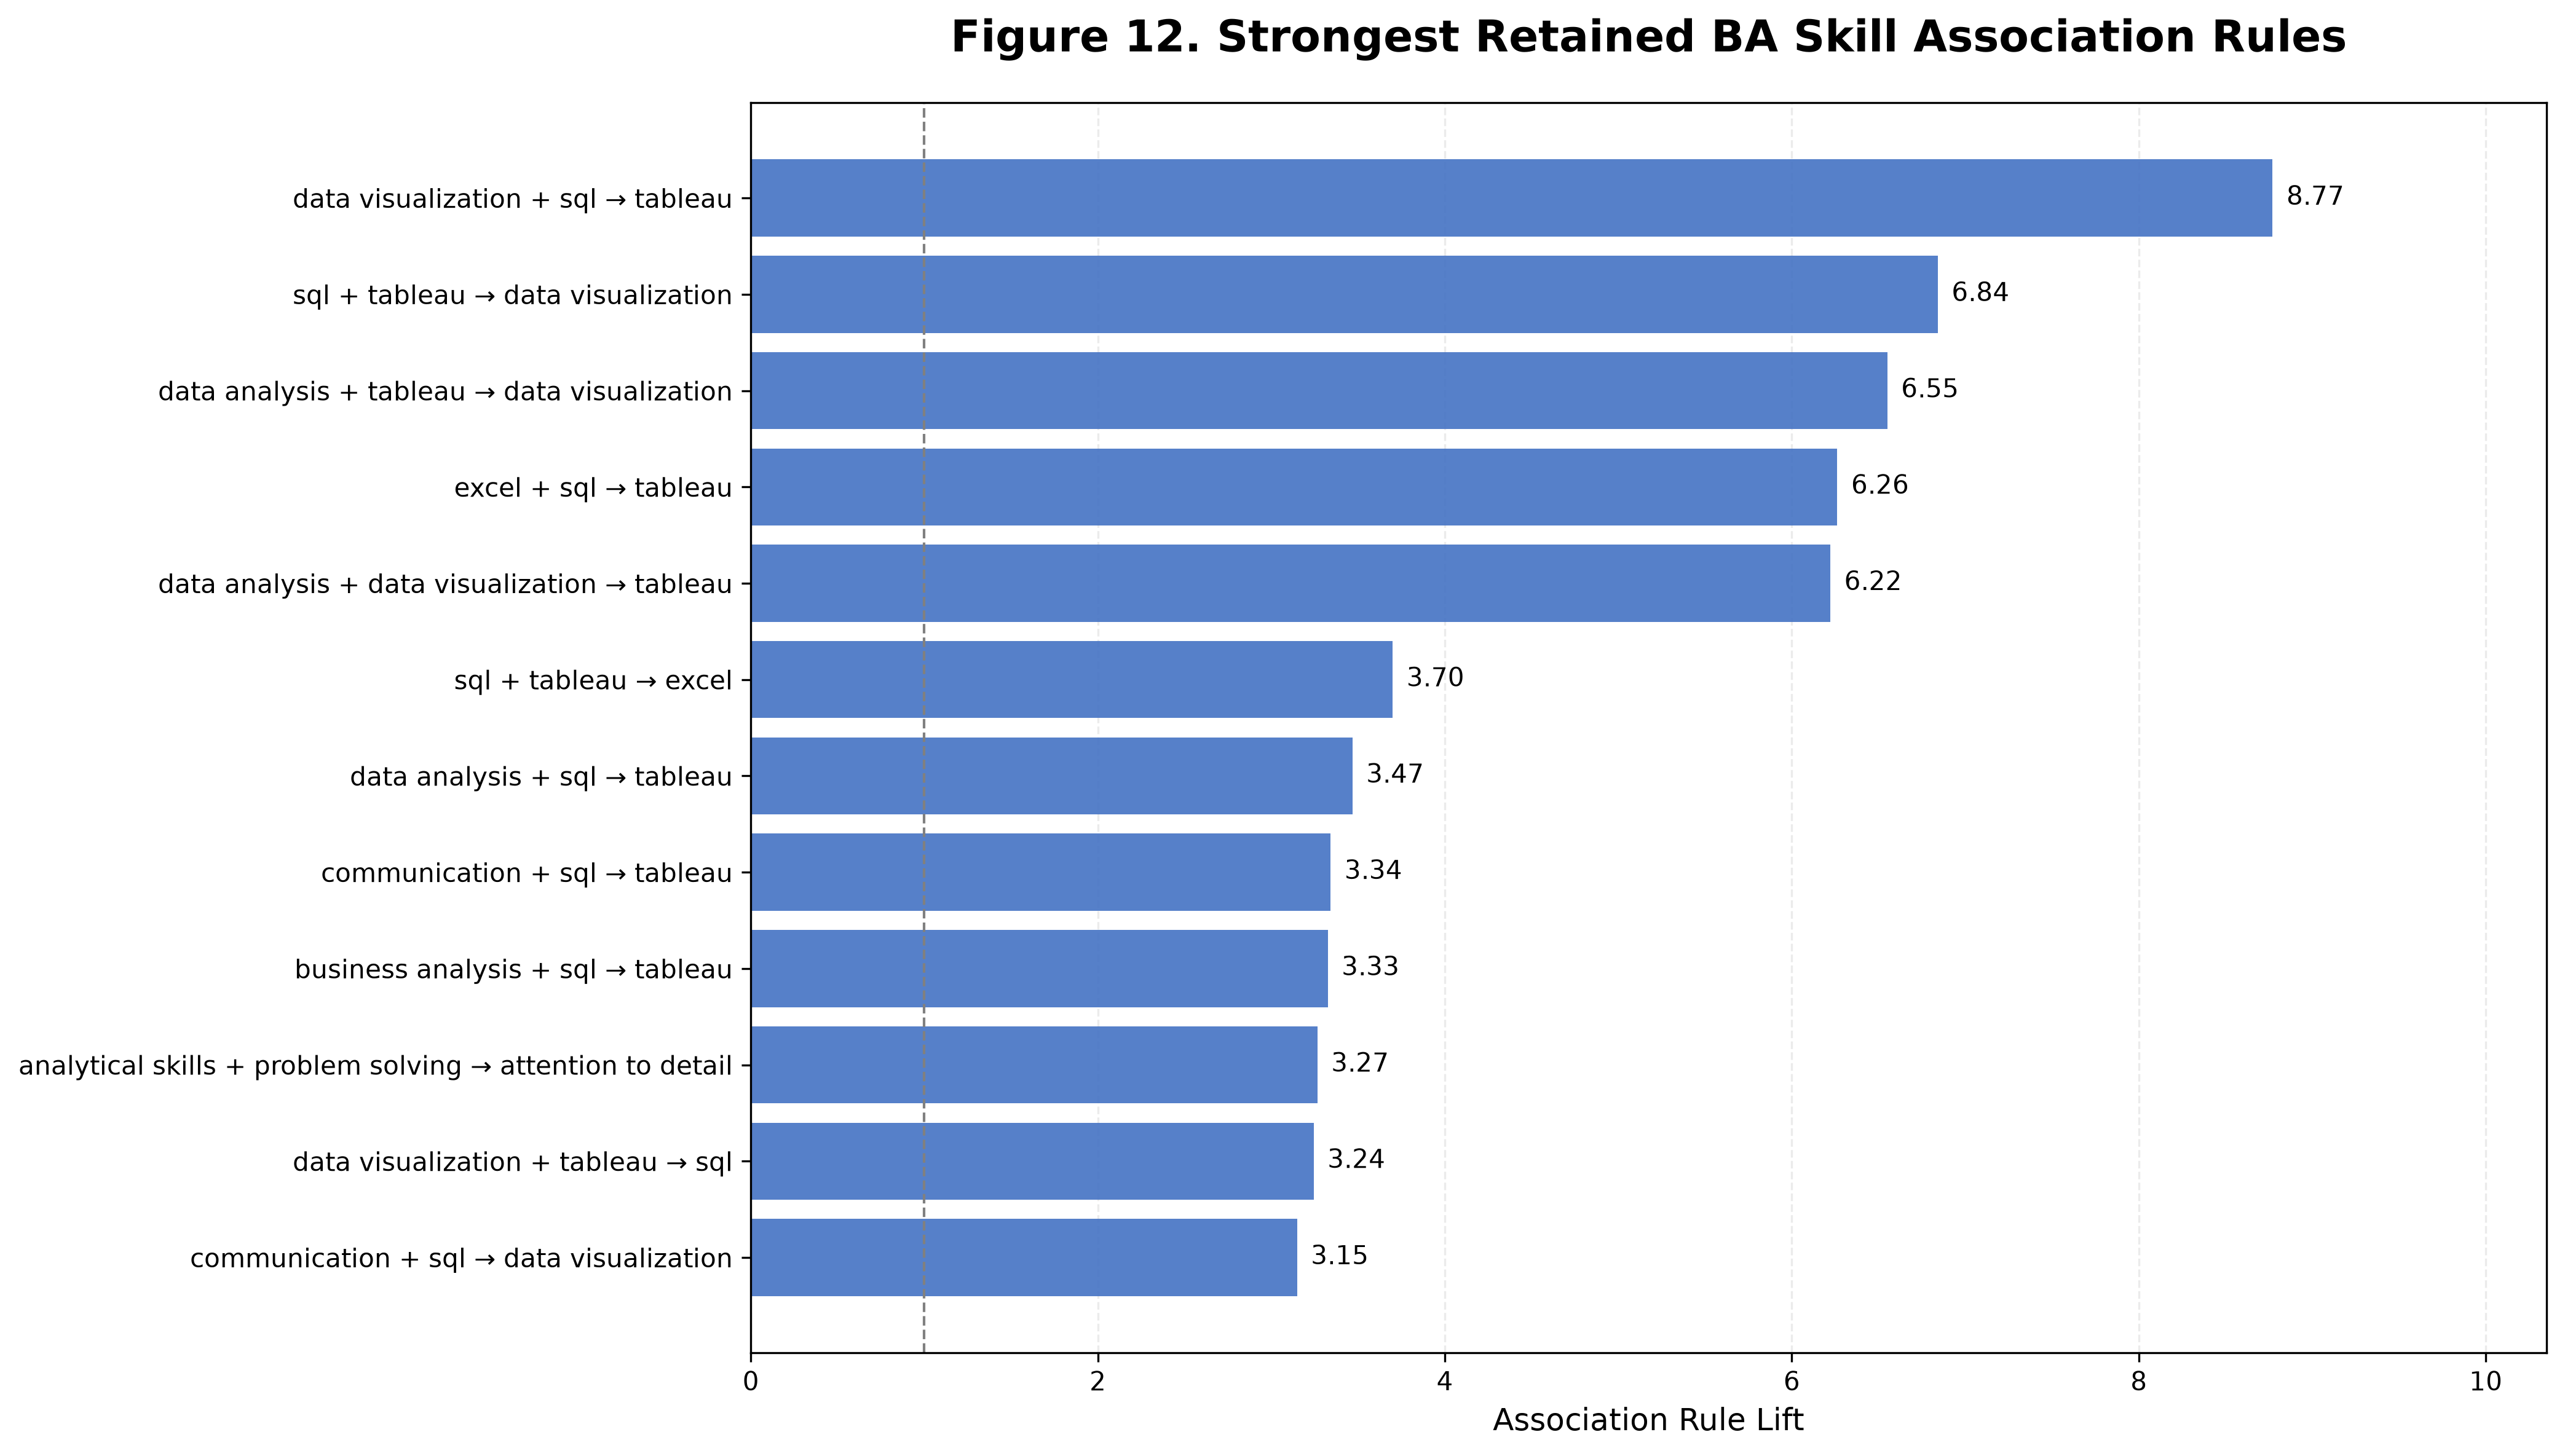 Figure 12. Strongest Retained BA Skill Association Rules
data visualization + sql → tableau 8.77
sql + tableau → data visualization 6.84
data analysis + tableau → data visualization 6.55
excel + sql → tableau 6.26
data analysis + data visualization → tableau 6.22
sql + tableau → excel 3.70
data analysis + sql → tableau 3.47
communication + sql → tableau 3.34
business analysis + sql → tableau 3.33
analytical skills + problem solving → attention to detail 3.27
data visualization + tableau → sql 3.24
communication + sql → data visualization 3.15
0 2 4 6 8 10
Association Rule Lift